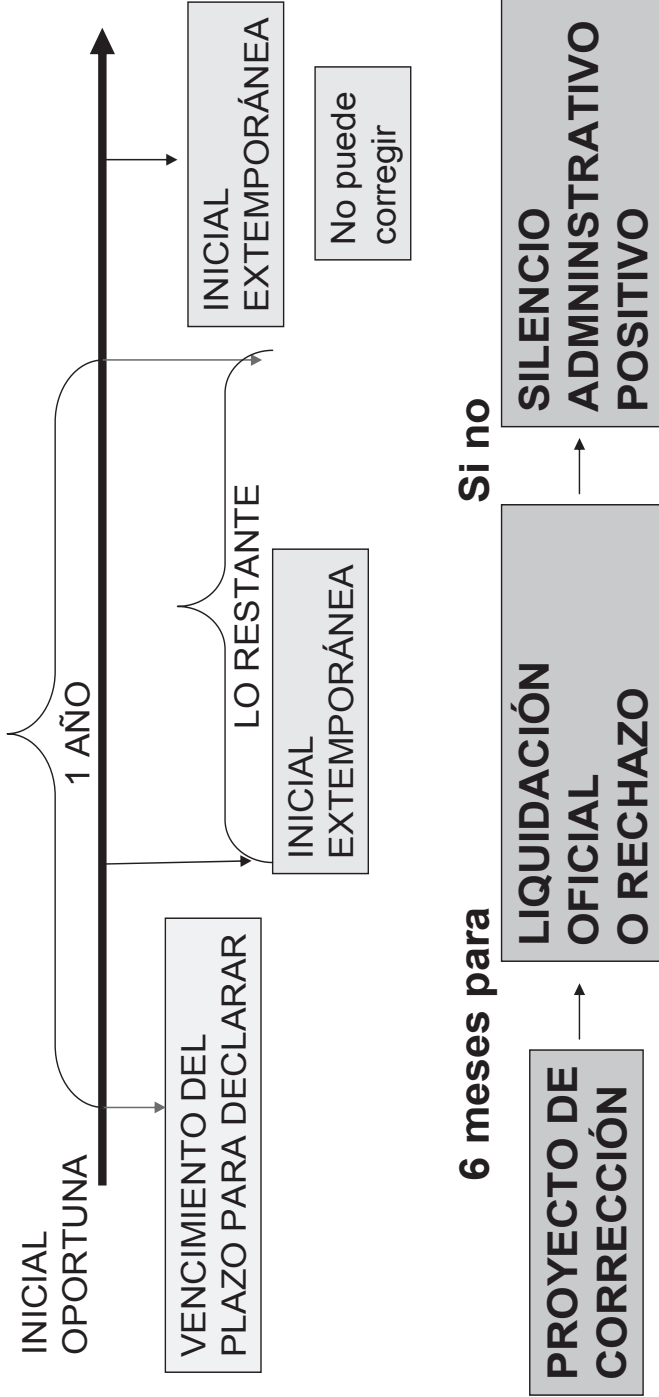 INICIAL
OPORTUNA
1 AÑO
VENCIMIENTO DEL
PLAZO PARA DECLARAR
LO RESTANTE
INICIAL
EXTEMPORÁNEA
INICIAL
EXTEMPORÁNEA
No puede
corregir
6 meses para
Si no
PROYECTO DE
CORRECCIÓN
LIQUIDACIÓN
OFICIAL
O RECHAZO
SILENCIO
ADMNINSTRATIVO
POSITIVO